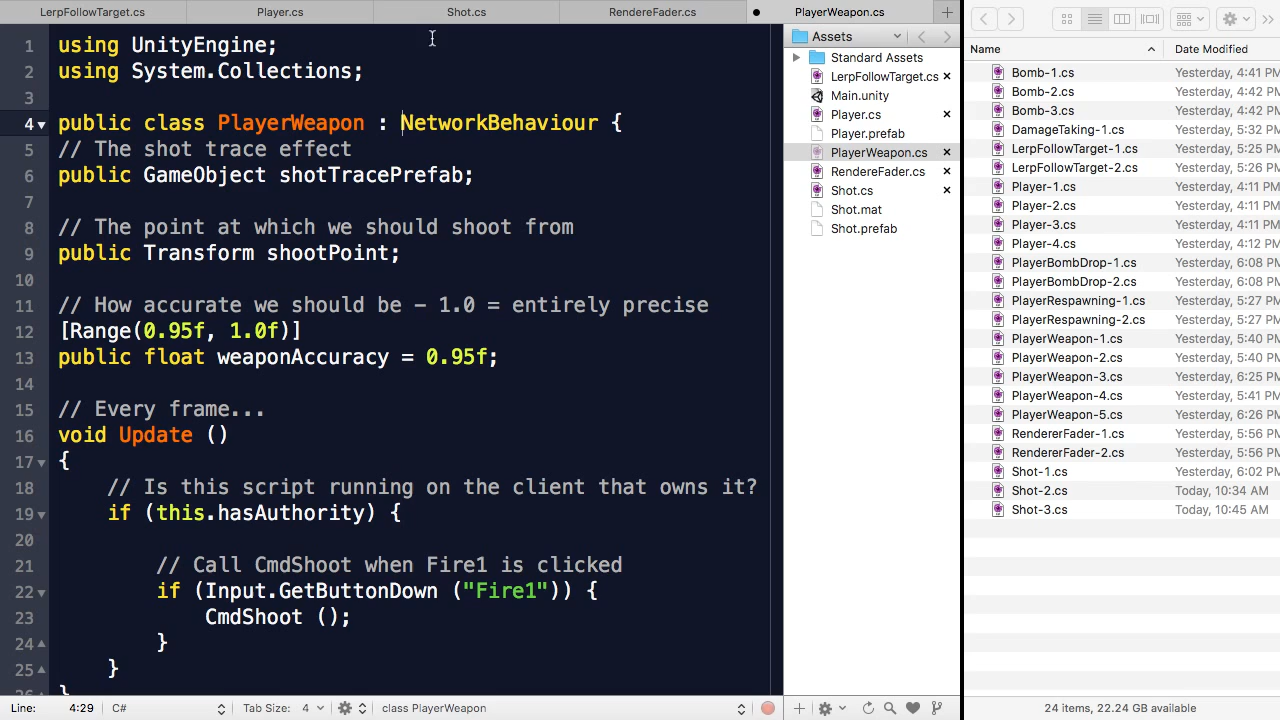 LerpFollowTarget.cs
Player.cs
Shot.cs
RendereFader.cs
PlayerWeapon.cs
1 using UnityEngine;
2 using System.Collections;
3
4 public class PlayerWeapon : NetworkBehaviour {
5 // The shot trace effect
6 public GameObject shotTracePrefab;
7
8 // The point at which we should shoot from
9 public Transform shootPoint;
10
11 // How accurate we should be - 1.0 = entirely precise
12 [Range(0.95f, 1.0f)]
13 public float weaponAccuracy = 0.95f;
14
15 // Every frame...
16 void Update ()
17 {
18 // Is this script running on the client that owns it?
19 if (this.hasAuthority) {
20
21 // Call CmdShoot when Fire1 is clicked
22 if (Input.GetButtonDown ("Fire1")) {
23 CmdShoot ();
24 }
25 }
26 }
Line: 4:29 C# Tab Size: 4 class PlayerWeapon
Assets
Standard Assets
LerpFollowTarget.cs
Main.unity
Player.cs
Player.prefab
PlayerWeapon.cs
RendereFader.cs
Shot.cs
Shot.mat
Shot.prefab
Name Date Modified
Bomb-1.cs Yesterday, 4:41 PM
Bomb-2.cs Yesterday, 4:42 PM
Bomb-3.cs Yesterday, 4:42 PM
DamageTaking-1.cs Yesterday, 5:32 PM
LerpFollowTarget-1.cs Yesterday, 5:25 PM
LerpFollowTarget-2.cs Yesterday, 5:26 PM
Player-1.cs Yesterday, 4:11 PM
Player-2.cs Yesterday, 4:11 PM
Player-3.cs Yesterday, 4:11 PM
Player-4.cs Yesterday, 4:12 PM
PlayerBombDrop-1.cs Yesterday, 6:08 PM
PlayerBombDrop-2.cs Yesterday, 6:08 PM
PlayerRespawning-1.cs Yesterday, 5:27 PM
PlayerRespawning-2.cs Yesterday, 5:27 PM
PlayerWeapon-1.cs Yesterday, 5:40 PM
PlayerWeapon-2.cs Yesterday, 5:40 PM
PlayerWeapon-3.cs Yesterday, 6:25 PM
PlayerWeapon-4.cs Yesterday, 5:41 PM
PlayerWeapon-5.cs Yesterday, 6:26 PM
RendererFader-1.cs Yesterday, 5:56 PM
RendererFader-2.cs Yesterday, 5:56 PM
Shot-1.cs Yesterday, 6:02 PM
Shot-2.cs Today, 10:34 AM
Shot-3.cs Today, 10:45 AM
24 items, 22.24 GB available